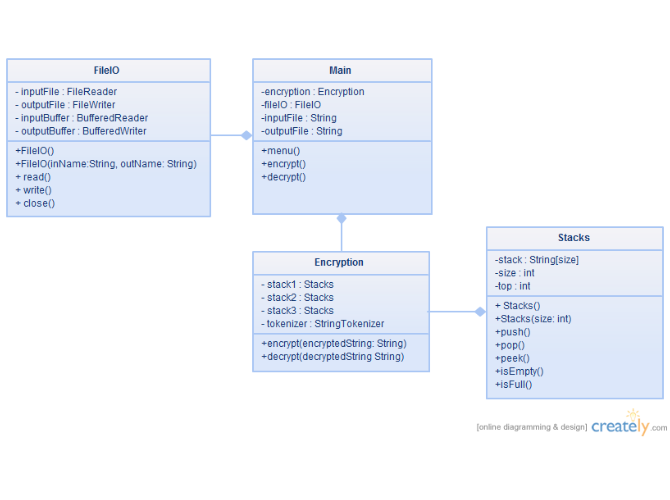 FileIO
- inputFile : FileReader
- outputFile : FileWriter
- inputBuffer : BufferedReader
- outputBuffer : BufferedWriter
+FileIO()
+FileIO(inName:String, outName: String)
+ read()
+ write()
+ close()
Main
-encryption : Encryption
-fileIO : FileIO
-inputFile : String
-outputFile : String
+menu()
+encrypt()
+decrypt()
Encryption
- stack1 : Stacks
- stack2 : Stacks
- stack3 : Stacks
- tokenizer : StringTokenizer
+encrypt(encryptedString: String)
+decrypt(decryptedString String)
Stacks
-stack : String[size]
-size : int
-top : int
+ Stacks()
+Stacks(size: int)
+push()
+pop()
+peek()
+isEmpty()
+isFull()
[online diagramming & design] creately.com